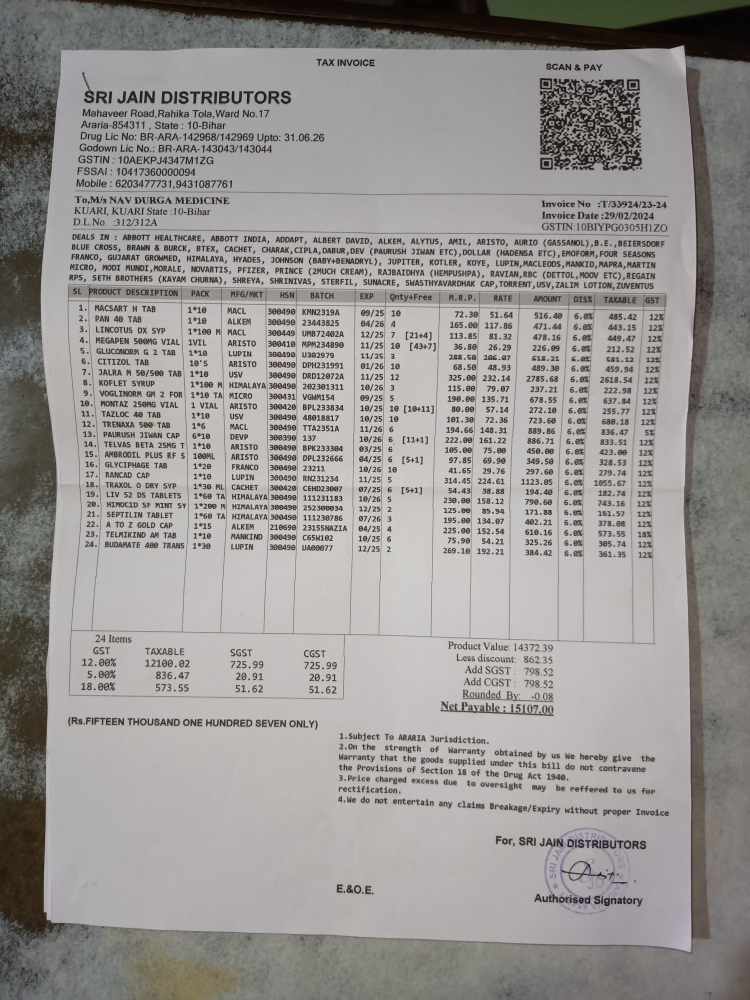 TAX INVOICE
SCAN & PAY
SRI JAIN DISTRIBUTORS
Mahaveer Road,Rahika Tola,Ward No.17
Araria-854311 , State : 10-Bihar
Drug Lic No: BR-ARA-142968/142969 Upto: 31.06.26
Godown Lic No.: BR-ARA-143043/143044
GSTIN : 10AEKPJ4347M1ZG
FSSAI : 10417360000094
Mobile : 6203477731,9431087761
To,M/s NAV DURGA MEDICINE
KUARI, KUARI State :10-Bihar
D.L.No. :312/312A
Invoice No :T/33924/23-24
Invoice Date :29/02/2024
GSTIN:10BIYPG0305H1ZO
DEALS IN : ABBOTT HEALTHCARE, ABBOTT INDIA, ADDAPT, ALBERT DAVID, ALKEM, ALYTUS, AMIL, ARISTO, AURIO (GASSANOL),B.E.,BEIERSDORF
BLUE CROSS, BRAWN & BURCK, BTEX, CACHET, CHARAK,CIPLA,DABUR,DEV (PAURUSH JIWAN ETC),DOLLAR (HADENSA ETC),EMOFORM,FOUR SEASONS
FRANCO, GUJARAT GROWMED, HIMALAYA, HYADES, JOHNSON (BABY+BENADRYL), JUPITER, KOTLER, KOYE, LUPIN,MACLEODS,MANKID,MAPRA,MARTIN
MICRO, MODI MUNDI,MORALE, NOVARTIS, PFIZER, PRINCE (2MUCH CREAM), RAJBAIDHYA (HEMPUSHPA), RAVIAN,RBC (DETTOL,MOOV ETC),REGAIN
RPS, SETH BROTHERS (KAYAM CHURNA), SHREYA, SHRINIVAS, STERFIL, SUNACRE, SWASTHYAVARDHAK CAP,TORRENT,USV,ZALIM LOTION,ZUVENTUS
SL PRODUCT DESCRIPTION PACK MFG/MKT HSN BATCH EXP Qnty+Free M.R.P. RATE AMOUNT DIS% TAXABLE GST
1. MACSART H TAB 1*10 MACL 300490 KMN2319A 09/25 10 72.30 51.64 516.40 6.0% 485.42 12%
2. PAN 40 TAB 1*10 ALKEM 300490 23443825 04/26 4 165.00 117.86 471.44 6.0% 443.15 12%
3. LINCOTUS DX SYP 1*100 M MACL 300449 UMB72402A 12/25 7 [21+4] 113.85 81.32 478.16 6.0% 449.47 12%
4. MEGAPEN 500MG VIAL 1VIL ARISTO 300410 MPM234890 11/25 10 [43+7] 36.80 26.29 226.09 6.0% 212.52 12%
5. GLUCONORM G 2 TAB 1*10 LUPIN 300490 U302979 11/25 3 288.50 206.07 618.21 6.0% 581.12 12%
6. CITIZOL TAB 10'S ARISTO 300490 DPH231991 01/26 10 68.50 48.93 489.30 6.0% 459.94 12%
7. JALRA M 50/500 TAB 1*10 USV 300490 DRD12072A 11/25 12 325.00 232.14 2785.68 6.0% 2618.54 12%
8. KOFLET SYRUP 1*100 M HIMALAYA 300490 202301311 10/26 3 115.00 79.07 237.21 6.0% 222.98 12%
9. VOGLINORM GM 2 FOR 1*10 TA MICRO 300431 VGWM154 09/25 5 190.00 135.71 678.55 6.0% 637.84 12%
10. MONTAZ 250MG VIAL 1 VIAL ARISTO 300420 BPL233834 10/25 10 [10+11] 80.00 57.14 272.10 6.0% 255.77 12%
11. TAZLOC 40 TAB 1*10 USV 300490 48018817 10/25 10 101.30 72.36 723.60 6.0% 680.18 12%
12. TRENAXA 500 TAB 1*6 MACL 300490 TTA2351A 11/26 6 194.66 148.31 889.86 6.0% 836.47 5%
13. PAURUSH JIWAN CAP 6*10 DEVP 300390 137 10/26 6 [11+1] 222.00 161.22 886.71 6.0% 833.51 12%
14. TELVAS BETA 25MG T 1*10 ARISTO 300490 BPK233304 03/25 6 105.00 75.00 450.00 6.0% 423.00 12%
15. AMBRODIL PLUS RF S 100ML ARISTO 300490 DPL232666 04/25 6 [5+1] 97.85 69.90 349.50 6.0% 328.53 12%
16. GLYCIPHAGE TAB 1*20 FRANCO 300490 23211 10/26 10 41.65 29.76 297.60 6.0% 279.74 12%
17. RANCAD CAP 1*10 LUPIN 300490 RN231234 11/25 5 314.45 224.61 1123.05 6.0% 1055.67 12%
18. TRAXOL O DRY SYP 1*30 ML CACHET 300420 CEHD23007 07/25 6 [5+1] 54.43 38.88 194.40 6.0% 182.74 12%
19. LIV 52 DS TABLETS 1*60 TA HIMALAYA 300490 111231183 10/26 5 230.00 158.12 790.60 6.0% 743.16 12%
20. HIMOCID SF MINT SY 1*200 M HIMALAYA 300490 252300034 12/25 2 125.00 85.94 171.88 6.0% 161.57 12%
21. SEPTILIN TABLET 1*60 TA HIMALAYA 300490 111230786 07/26 3 195.00 134.07 402.21 6.0% 378.08 12%
22. A TO Z GOLD CAP 1*15 ALKEM 210690 23155NAZIA 04/25 4 225.00 152.54 610.16 6.0% 573.55 18%
23. TELMIKIND AM TAB 1*10 MANKIND 300490 C65W102 10/25 6 75.90 54.21 325.26 6.0% 305.74 12%
24. BUDAMATE 400 TRANS 1*30 LUPIN 300490 UA00077 12/25 2 269.10 192.21 384.42 6.0% 361.35 12%
24 Items
GST TAXABLE SGST CGST
12.00% 12100.02 725.99 725.99
5.00% 836.47 20.91 20.91
18.00% 573.55 51.62 51.62
Product Value: 14372.39
Less discount: 862.35
Add SGST : 798.52
Add CGST : 798.52
Rounded By: -0.08
Net Payable : 15107.00
(Rs.FIFTEEN THOUSAND ONE HUNDRED SEVEN ONLY)
1.Subject To ARARIA Jurisdiction.
2.On the strength of Warranty obtained by us We hereby give the
Warranty that the goods supplied under this bill do not contravene
the Provisions of Section 18 of the Drug Act 1940.
3.Price charged excess due to oversight may be reffered to us for
rectification.
4.We do not entertain any claims Breakage/Expiry without proper Invoice
For, SRI JAIN DISTRIBUTORS
Authorised Signatory
E.&O.E.